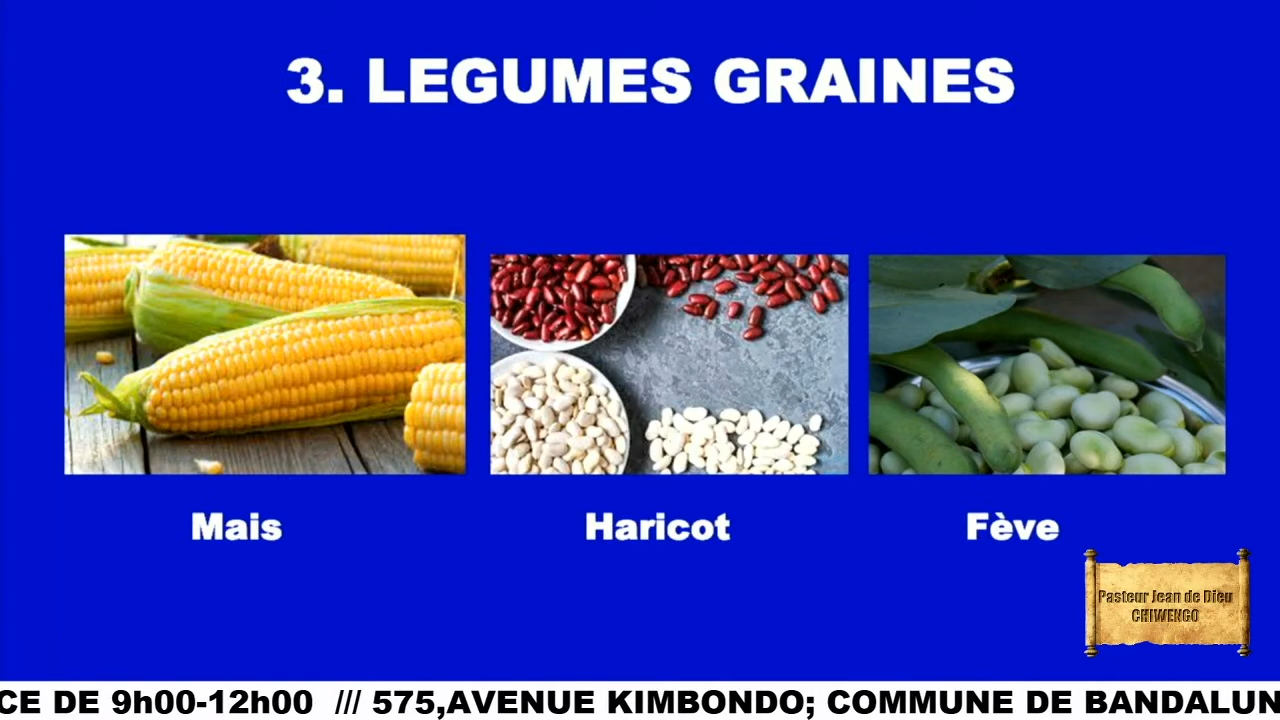 3. LEGUMES GRAINES
Mais
Haricot
Fève
Pasteur Jean de Dieu
CHIWENGO
CE DE 9h00-12h00 /// 575,AVENUE KIMBONDO; COMMUNE DE BANDALUN